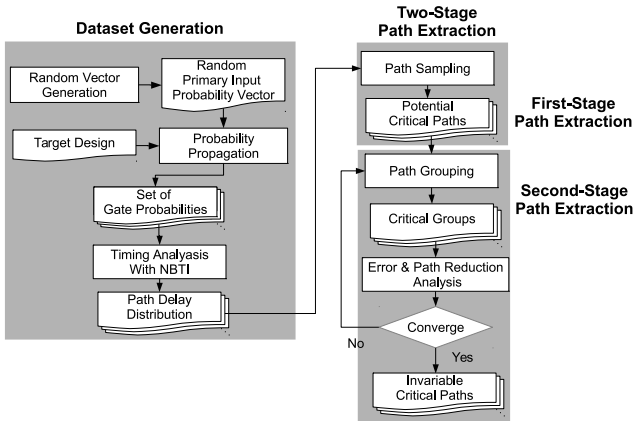 Dataset Generation
Random Vector
Generation
Random
Primary Input
Probability Vector
Target Design
Probability
Propagation
Set of
Gate Probabilities
Timing Analysis
With NBTI
Path Delay
Distribution
Two-Stage
Path Extraction
Path Sampling
Potential
Critical Paths
First-Stage
Path Extraction
Path Grouping
Critical Groups
Second-Stage
Path Extraction
Error & Path Reduction
Analysis
Converge
No
Yes
Invariable
Critical Paths